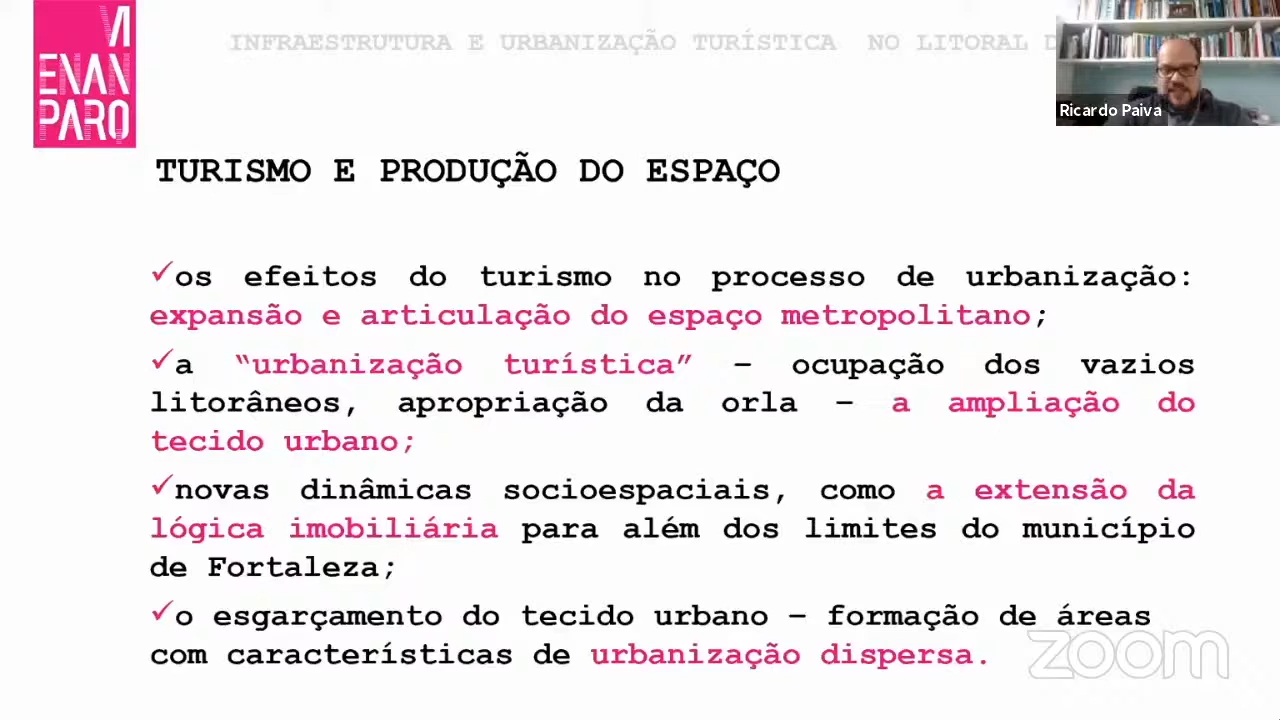 VI
ENAN
PARQ
INFRAESTRUTURA E URBANIZAÇÃO TURÍSTICA NO LITORAL D
Ricardo Paiva
TURISMO E PRODUÇÃO DO ESPAÇO
✓os efeitos do turismo no processo de urbanização:
expansão e articulação do espaço metropolitano;
✓a “urbanização turística” – ocupação dos vazios
litorâneos, apropriação da orla – a ampliação do
tecido urbano;
✓novas dinâmicas socioespaciais, como a extensão da
lógica imobiliária para além dos limites do município
de Fortaleza;
✓o esgarçamento do tecido urbano – formação de áreas
com características de urbanização dispersa.
zoom